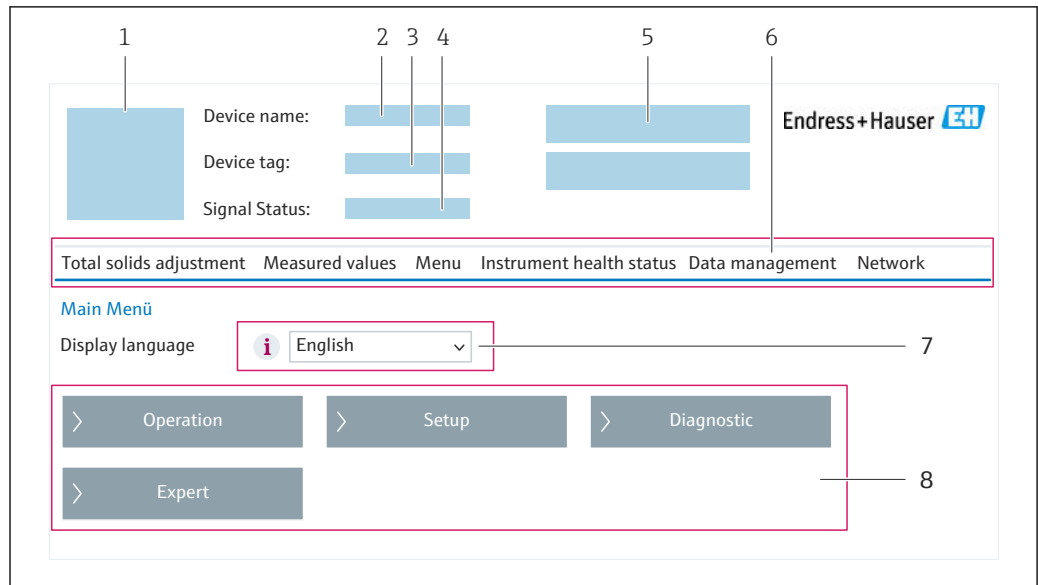 1 2 3 4 5 6
Device name:
Endress+Hauser EH
Device tag:
Signal Status:
Total solids adjustment Measured values Menu Instrument health status Data management Network
Main Menü
Display language i English 7
Operation Setup Diagnostic
Expert 8